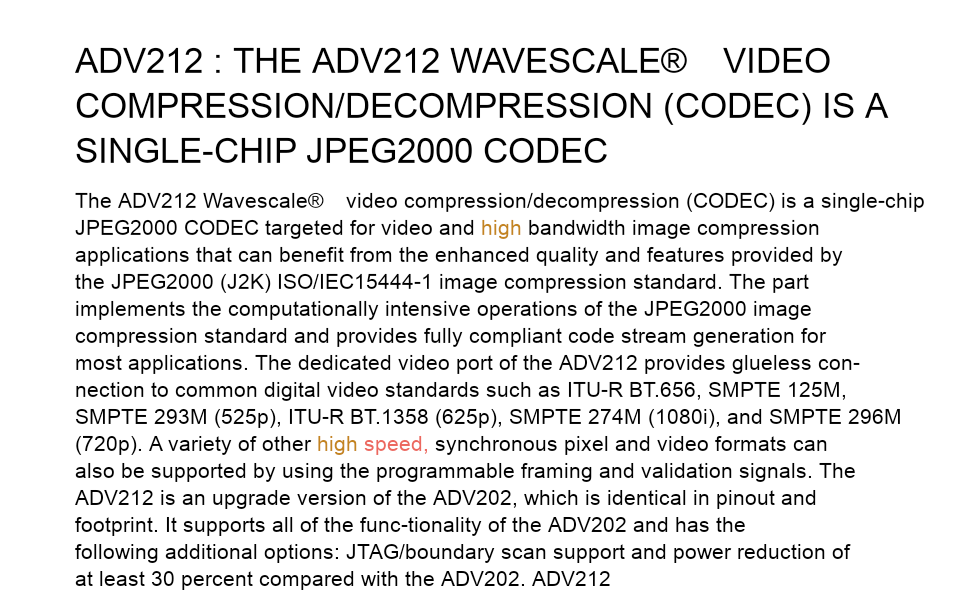 ADV212 : THE ADV212 WAVESCALE® VIDEO
COMPRESSION/DECOMPRESSION (CODEC) IS A
SINGLE-CHIP JPEG2000 CODEC
The ADV212 Wavescale® video compression/decompression (CODEC) is a single-chip
JPEG2000 CODEC targeted for video and high bandwidth image compression
applications that can benefit from the enhanced quality and features provided by
the JPEG2000 (J2K) ISO/IEC15444-1 image compression standard. The part
implements the computationally intensive operations of the JPEG2000 image
compression standard and provides fully compliant code stream generation for
most applications. The dedicated video port of the ADV212 provides glueless con-
nection to common digital video standards such as ITU-R BT.656, SMPTE 125M,
SMPTE 293M (525p), ITU-R BT.1358 (625p), SMPTE 274M (1080i), and SMPTE 296M
(720p). A variety of other high speed, synchronous pixel and video formats can
also be supported by using the programmable framing and validation signals. The
ADV212 is an upgrade version of the ADV202, which is identical in pinout and
footprint. It supports all of the func-tionality of the ADV202 and has the
following additional options: JTAG/boundary scan support and power reduction of
at least 30 percent compared with the ADV202. ADV212